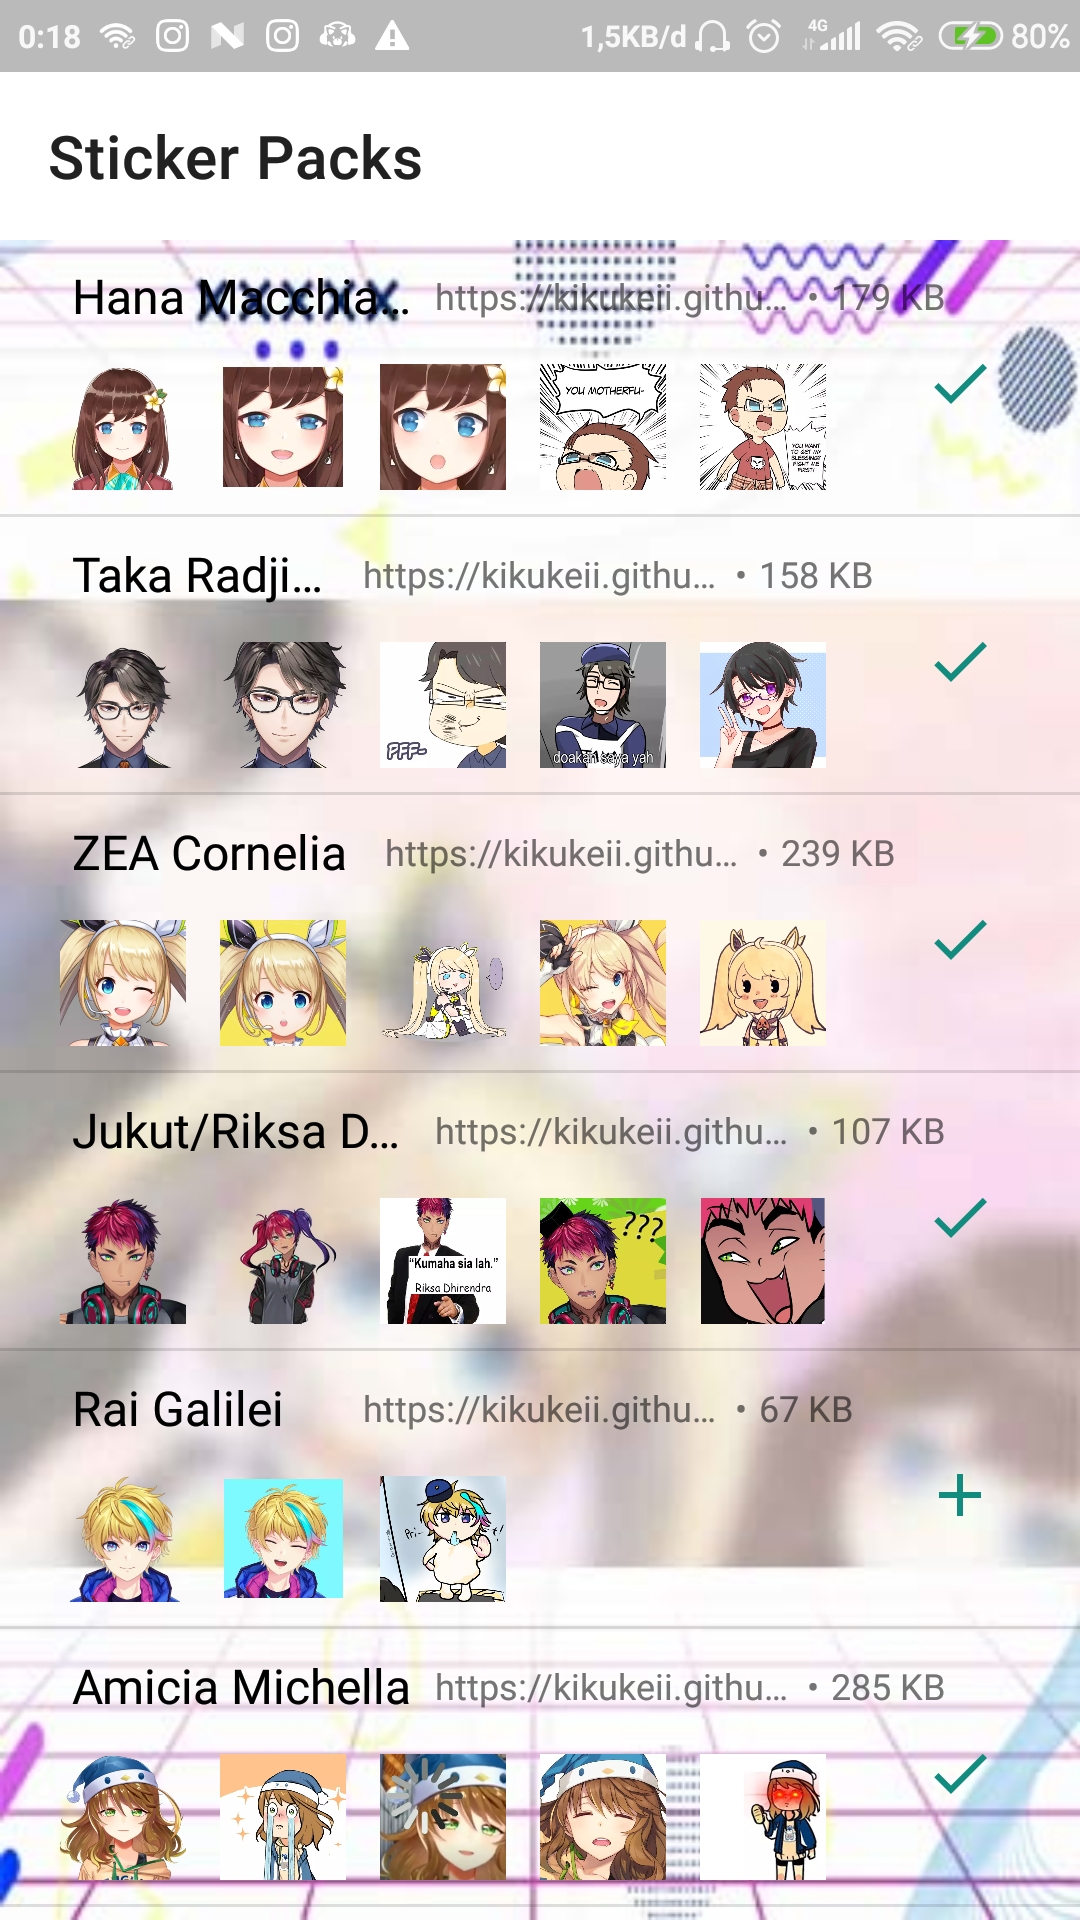 0:18 1,5KB/d 4G 80%
Sticker Packs
Hana Macchia... https://kikukeii.githu... • 179 KB
YOU MOTHERFU-
YOU WANT
TO GET MY
BLESSING?
FIGHT ME
FIRST!
Taka Radji... https://kikukeii.githu... • 158 KB
FFF-
doakan saya yah
ZEA Cornelia https://kikukeii.githu... • 239 KB
Jukut/Riksa D... https://kikukeii.githu... • 107 KB
???
“Kumaha sia lah.”
Riksa Dhirendra
Rai Galilei https://kikukeii.githu... • 67 KB
Pri-
Amicia Michella https://kikukeii.githu... • 285 KB